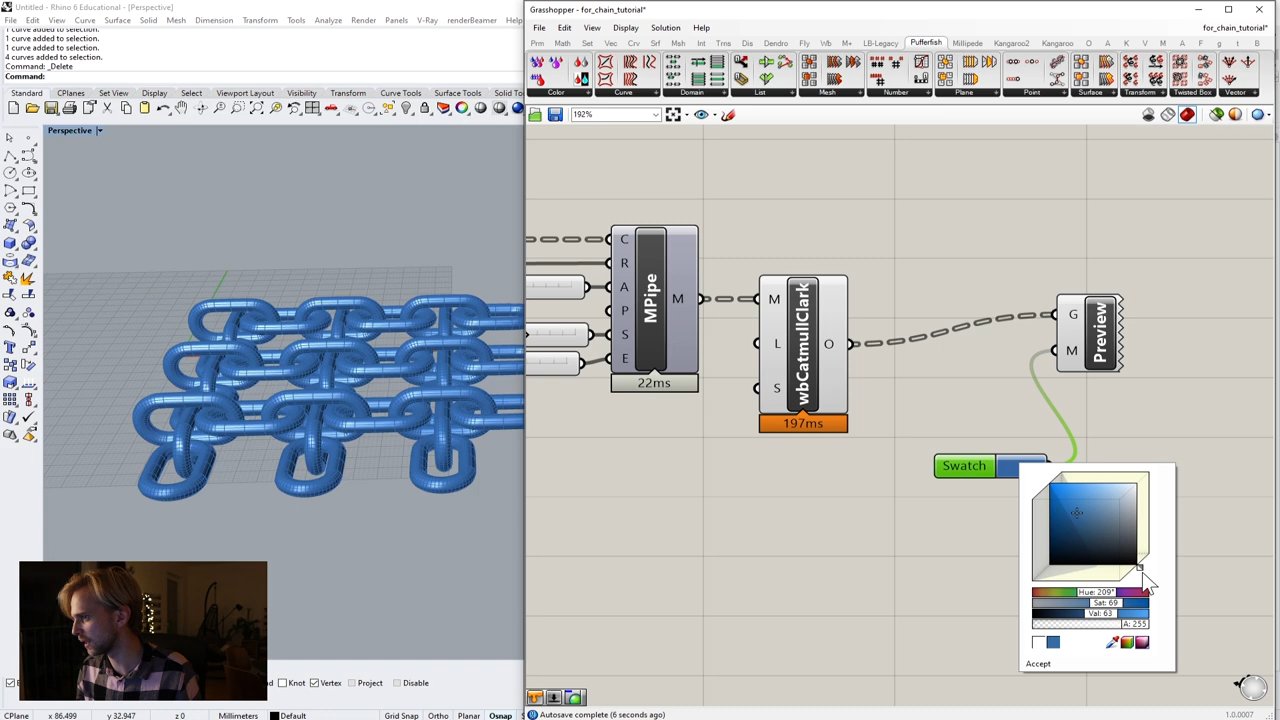 Untitled - Rhino 6 Educational - [Perspective]
File Edit View Curve Surface Solid Mesh Dimension Transform Tools Analyze Render Panels V-Ray renderBeamer Help
1 curve added to selection.
1 curve added to selection.
1 curve added to selection.
4 curves added to selection.
Command: _Delete
Command:
Standard CPlanes Set View Display Select Viewport Layout Visibility Transform Curve Tools Surface Tools Solid To
Perspective
Knot Vertex Project Disable
CPlane x 86.499 y 32.947 z 0 Millimeters Default Grid Snap Ortho Planar Osnap
Grasshopper - for_chain_tutorial*
File Edit View Display Solution Help for_chain_tutorial*
Prm Math Set Vec Crv Srf Msh Int Trns Dis Dendro Fly Wb M+ LB-Legacy Pufferfish Millipede Kangaroo2 Kangaroo O A K V M A F L g T B
Color Curve Domain List Mesh Number Plane Point Surface Transform Twisted Box Vector
192%
C
R
A
P
S
E
MPipe
M
22ms
M
L
S
wbCatmullClark
O
197ms
G
M
Preview
Swatch
Hue: 209°
Sat: 69
Val: 63
A: 255
Accept
Autosave complete (6 seconds ago)
1.0.0007